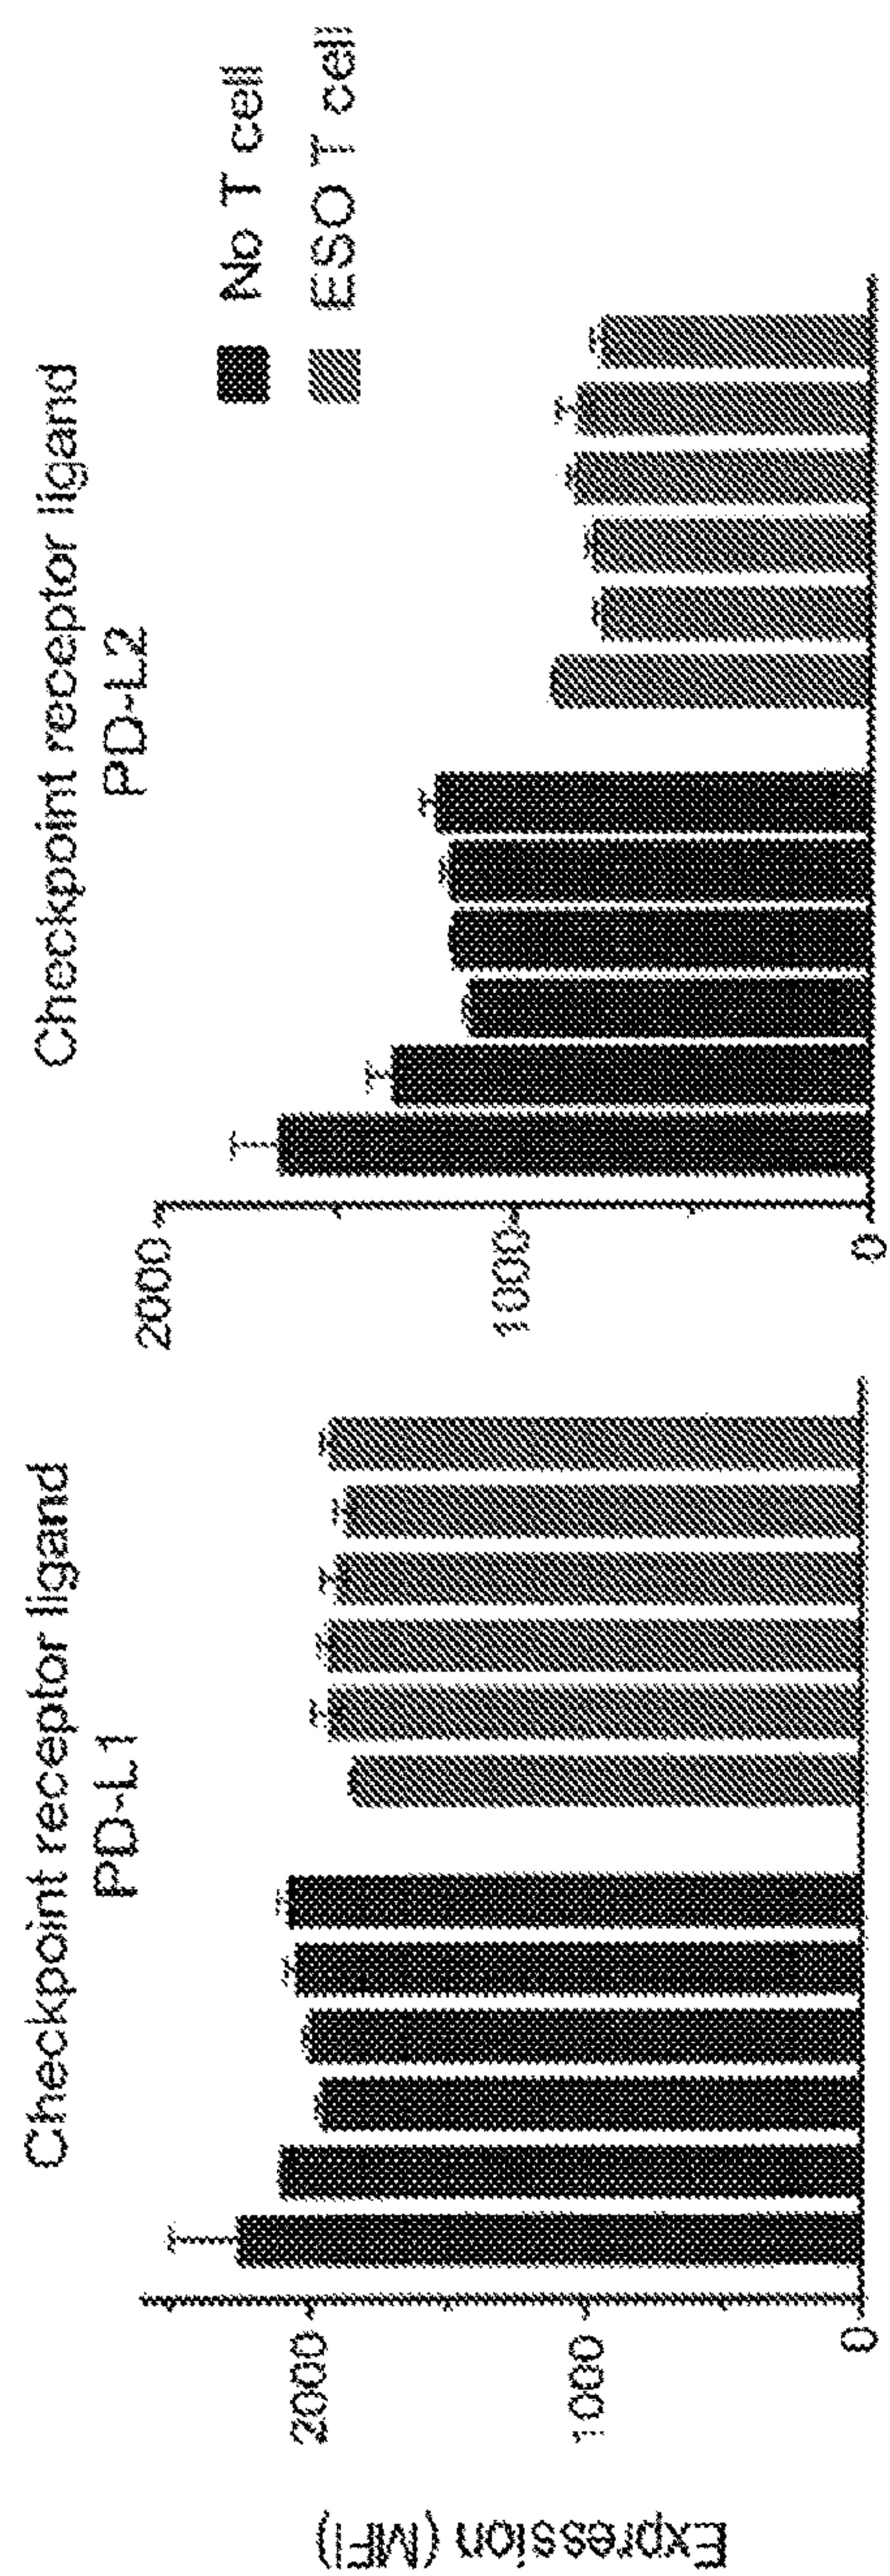 Checkpoint receptor ligand
PD-L1
Expression (MFI)
2000
1000
0
Checkpoint receptor ligand
PD-L2
2000
1000
0
No T cell
ESO T cell